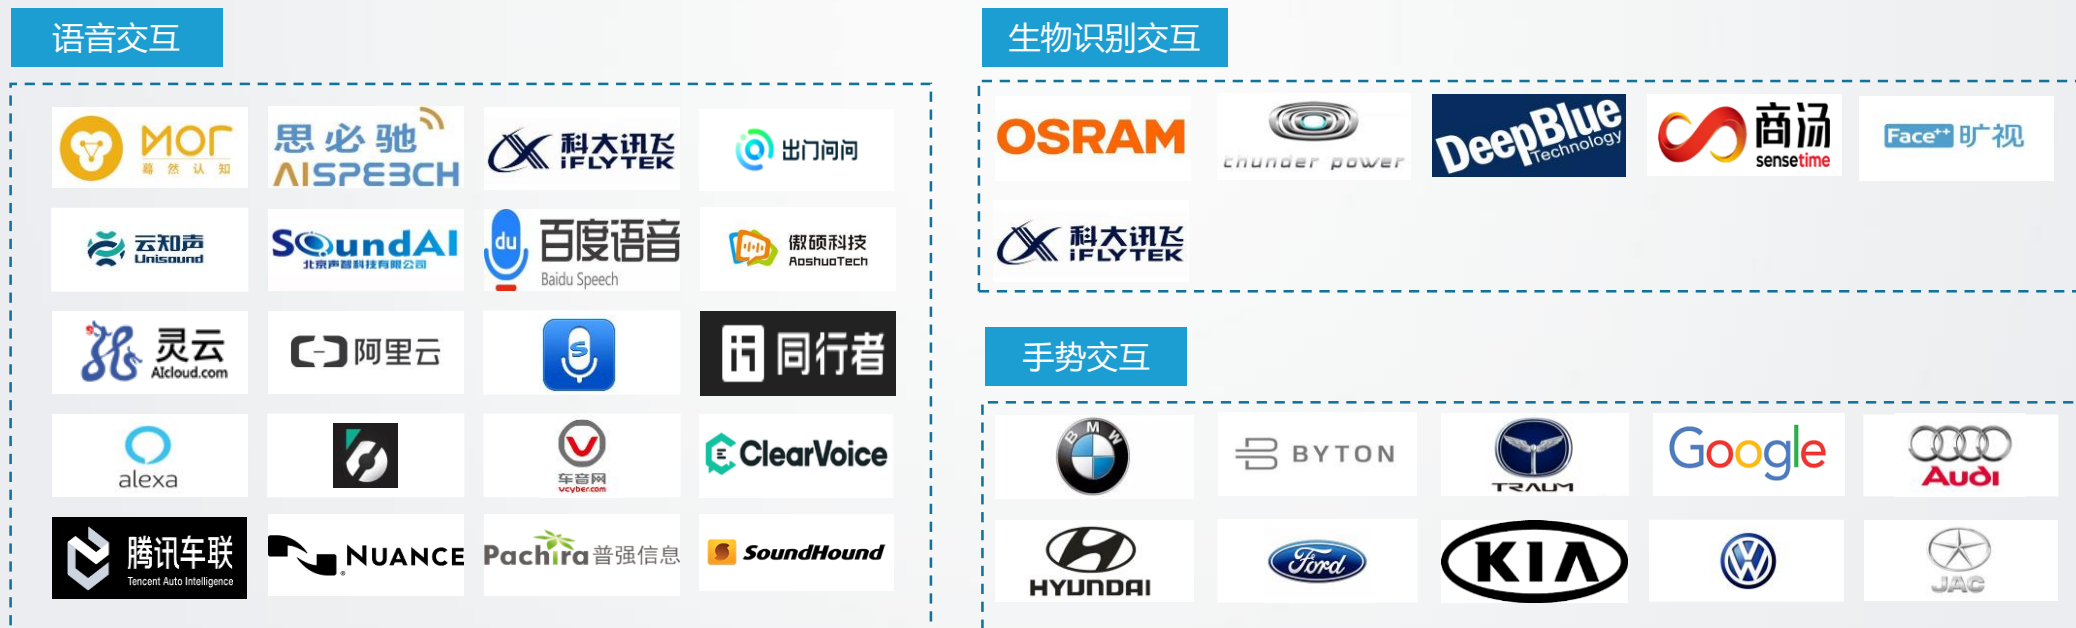 语音交互
MOR
蓦然认知
思必驰
AISPEECH
科大讯飞
iFLYTEK
出门问问
云知声
Unisound
SoundAI
北京声智科技有限公司
du
百度语音
Baidu Speech
傲硕科技
AoshuoTech
灵云
AIcloud.com
阿里云
S
同行者
alexa
车音网
vcyber.com
ClearVoice
腾讯车联
Tencent Auto Intelligence
NUANCE
Pachira 普强信息
SoundHound
生物识别交互
OSRAM
thunder power
DeepBlue
Technology
商汤
sensetime
Face++ 旷视
科大讯飞
iFLYTEK
手势交互
BMW
BYTON
TRAUM
Google
Audi
HYUNDAI
Ford
KIA
VW
JAC